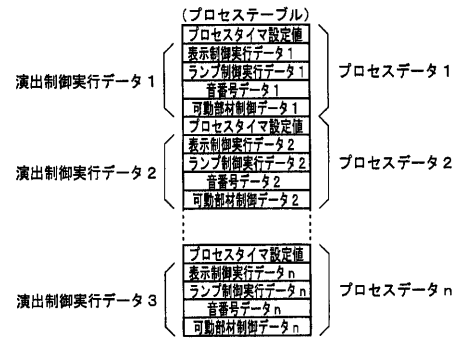 (プロセステーブル)
プロセスタイマ設定値
表示制御実行データ1
ランプ制御実行データ1
音番号データ1
可動部材制御データ1
演出制御実行データ1
プロセスデータ1
プロセスタイマ設定値
表示制御実行データ2
ランプ制御実行データ2
音番号データ2
可動部材制御データ2
演出制御実行データ2
プロセスデータ2
プロセスタイマ設定値
表示制御実行データn
ランプ制御実行データn
音番号データn
可動部材制御データn
演出制御実行データ3
プロセスデータn